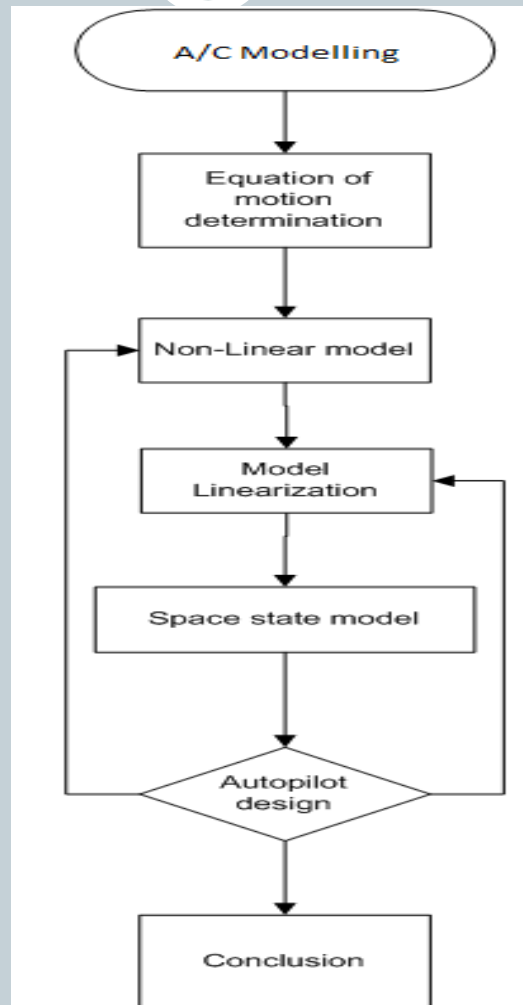 A/C Modelling
Equation of
motion
determination
Non-Linear model
Model
Linearization
Space state model
Autopilot
design
Conclusion